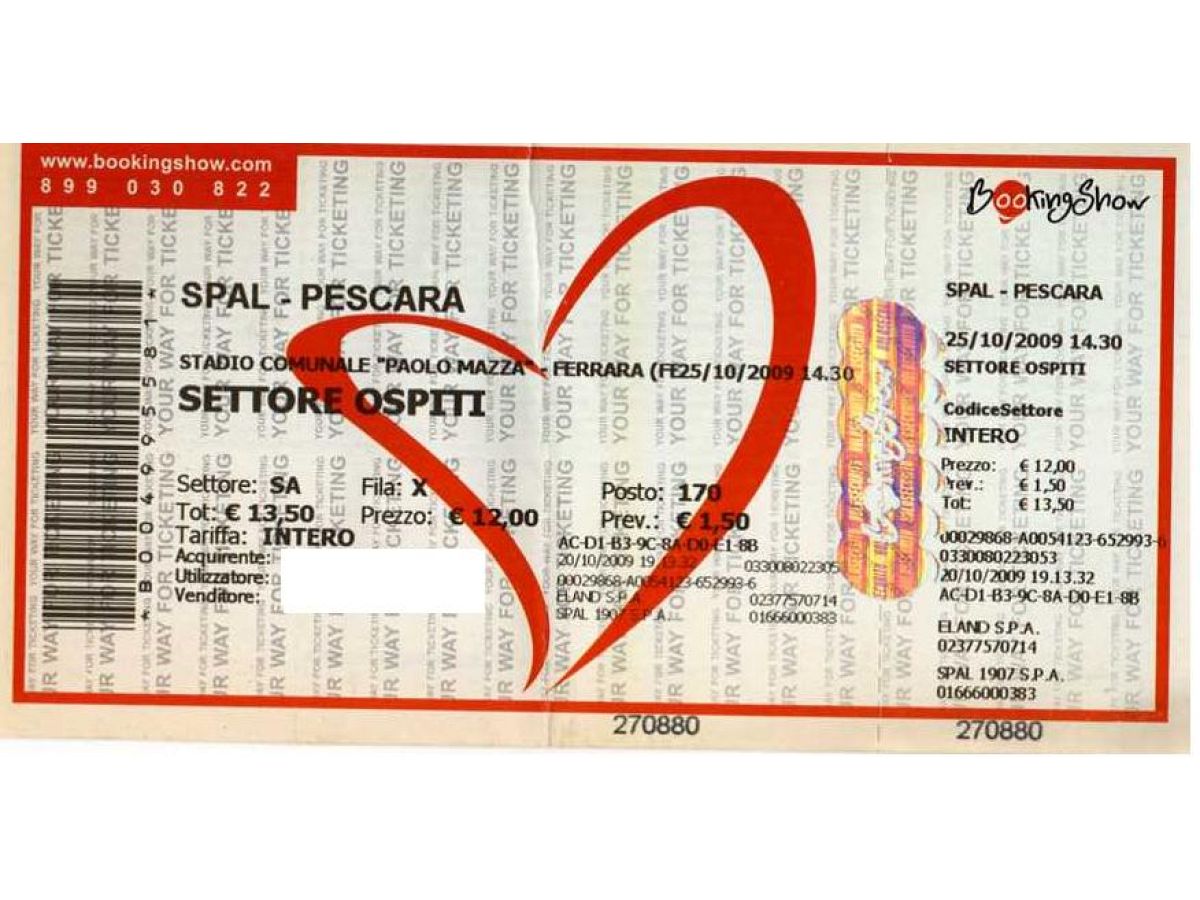 www.bookingshow.com
899 030 822
BookingShow
SPAL - PESCARA
STADIO COMUNALE "PAOLO MAZZA" - FERRARA (FE25/10/2009 14.30
SETTORE OSPITI
Settore: SA Fila: X Posto: 170
Tot: € 13,50 Prezzo: € 12,00 Prev.: € 1,50
Tariffa: INTERO
Acquirente:
Utilizzatore:
Venditore:
AC-D1-B3-9C-8A-D0-E1-8B
20/10/2009 19.13.32 033008022305
00029868-A0054123-652993-6
ELAND S.P.A. 02377570714
SPAL 1907 S.P.A. 01666000383
270880
SPAL - PESCARA
25/10/2009 14.30
SETTORE OSPITI
CodiceSettore
INTERO
Prezzo: € 12,00
Prev.: € 1,50
Tot: € 13,50
00029868-A0054123-652993-6
0330080223053
20/10/2009 19.13.32
AC-D1-B3-9C-8A-D0-E1-8B
ELAND S.P.A.
02377570714
SPAL 1907 S.P.A.
01666000383
270880
YOUR WAY FOR TICKETING